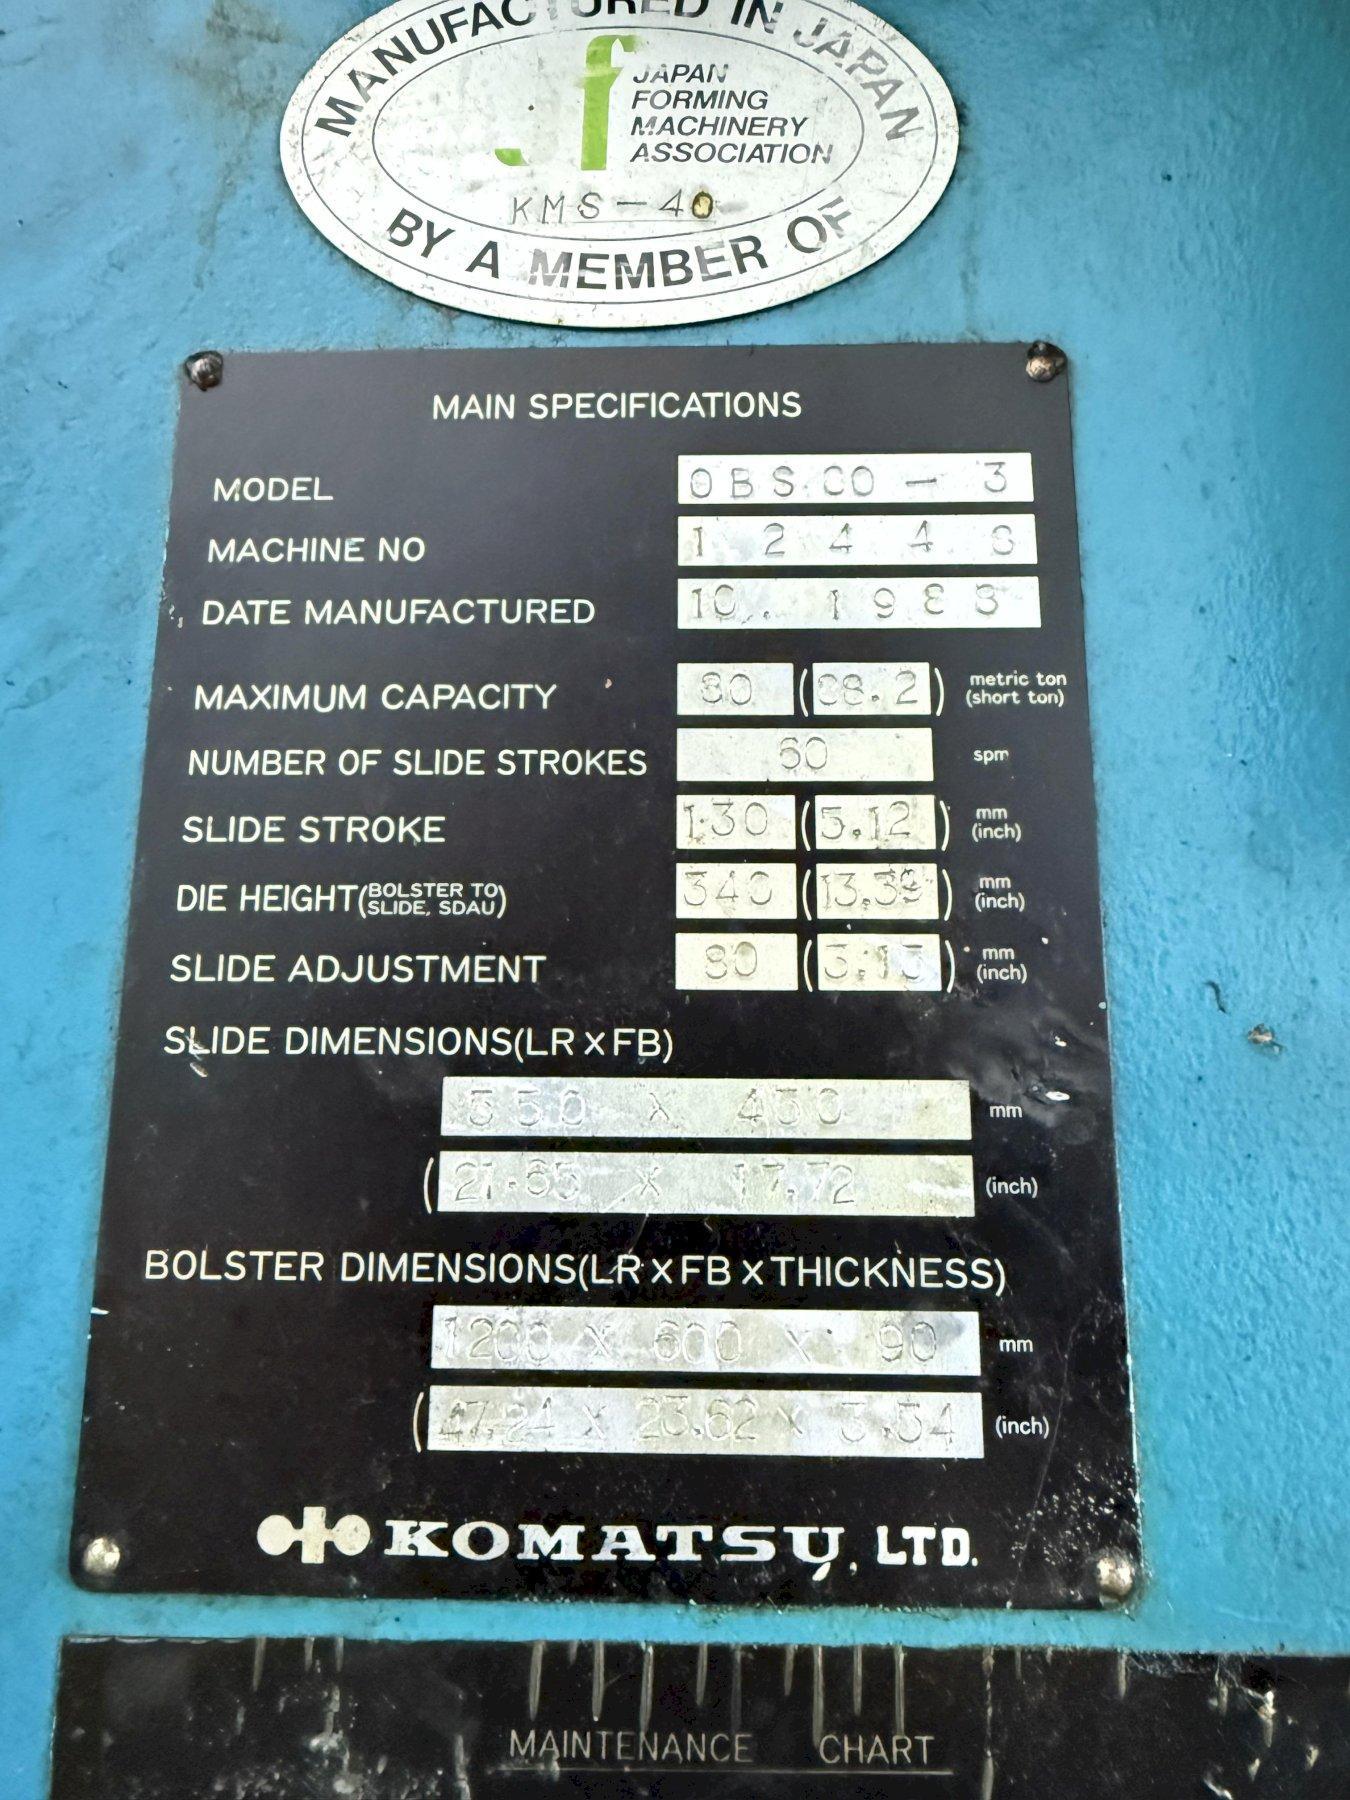 MANUFACTURED IN JAPAN
Jf JAPAN
FORMING
MACHINERY
ASSOCIATION
KMS-40
BY A MEMBER OF
MAIN SPECIFICATIONS
MODEL OBS 80 - 3
MACHINE NO 1 2 4 4 8
DATE MANUFACTURED 10. 1988
MAXIMUM CAPACITY 80 (88.2) metric ton (short ton)
NUMBER OF SLIDE STROKES 60 spm
SLIDE STROKE 130 (5.12) mm (inch)
DIE HEIGHT (BOLSTER TO SLIDE, SDAU) 340 (13.39) mm (inch)
SLIDE ADJUSTMENT 80 (3.15) mm (inch)
SLIDE DIMENSIONS(LR X FB)
550 X 450 mm
(21.65 X 17.72 (inch)
BOLSTER DIMENSIONS(LR X FB X THICKNESS)
1200 X 600 X 90 mm
(47.24 X 23.62 X 3.54 (inch)
KOMATSU, LTD.
MAINTENANCE CHART